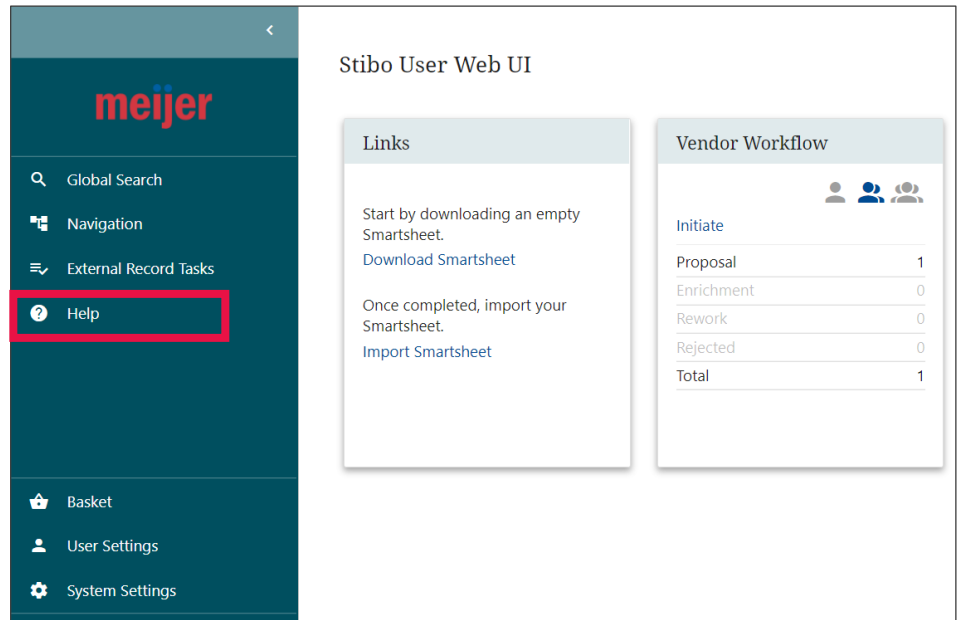 meijer
Global Search
Navigation
External Record Tasks
Help
Basket
User Settings
System Settings
Stibo User Web UI
Links
Start by downloading an empty
Smartsheet.
Download Smartsheet
Once completed, import your
Smartsheet.
Import Smartsheet
Vendor Workflow
Initiate
Proposal 1
Enrichment 0
Rework 0
Rejected 0
Total 1